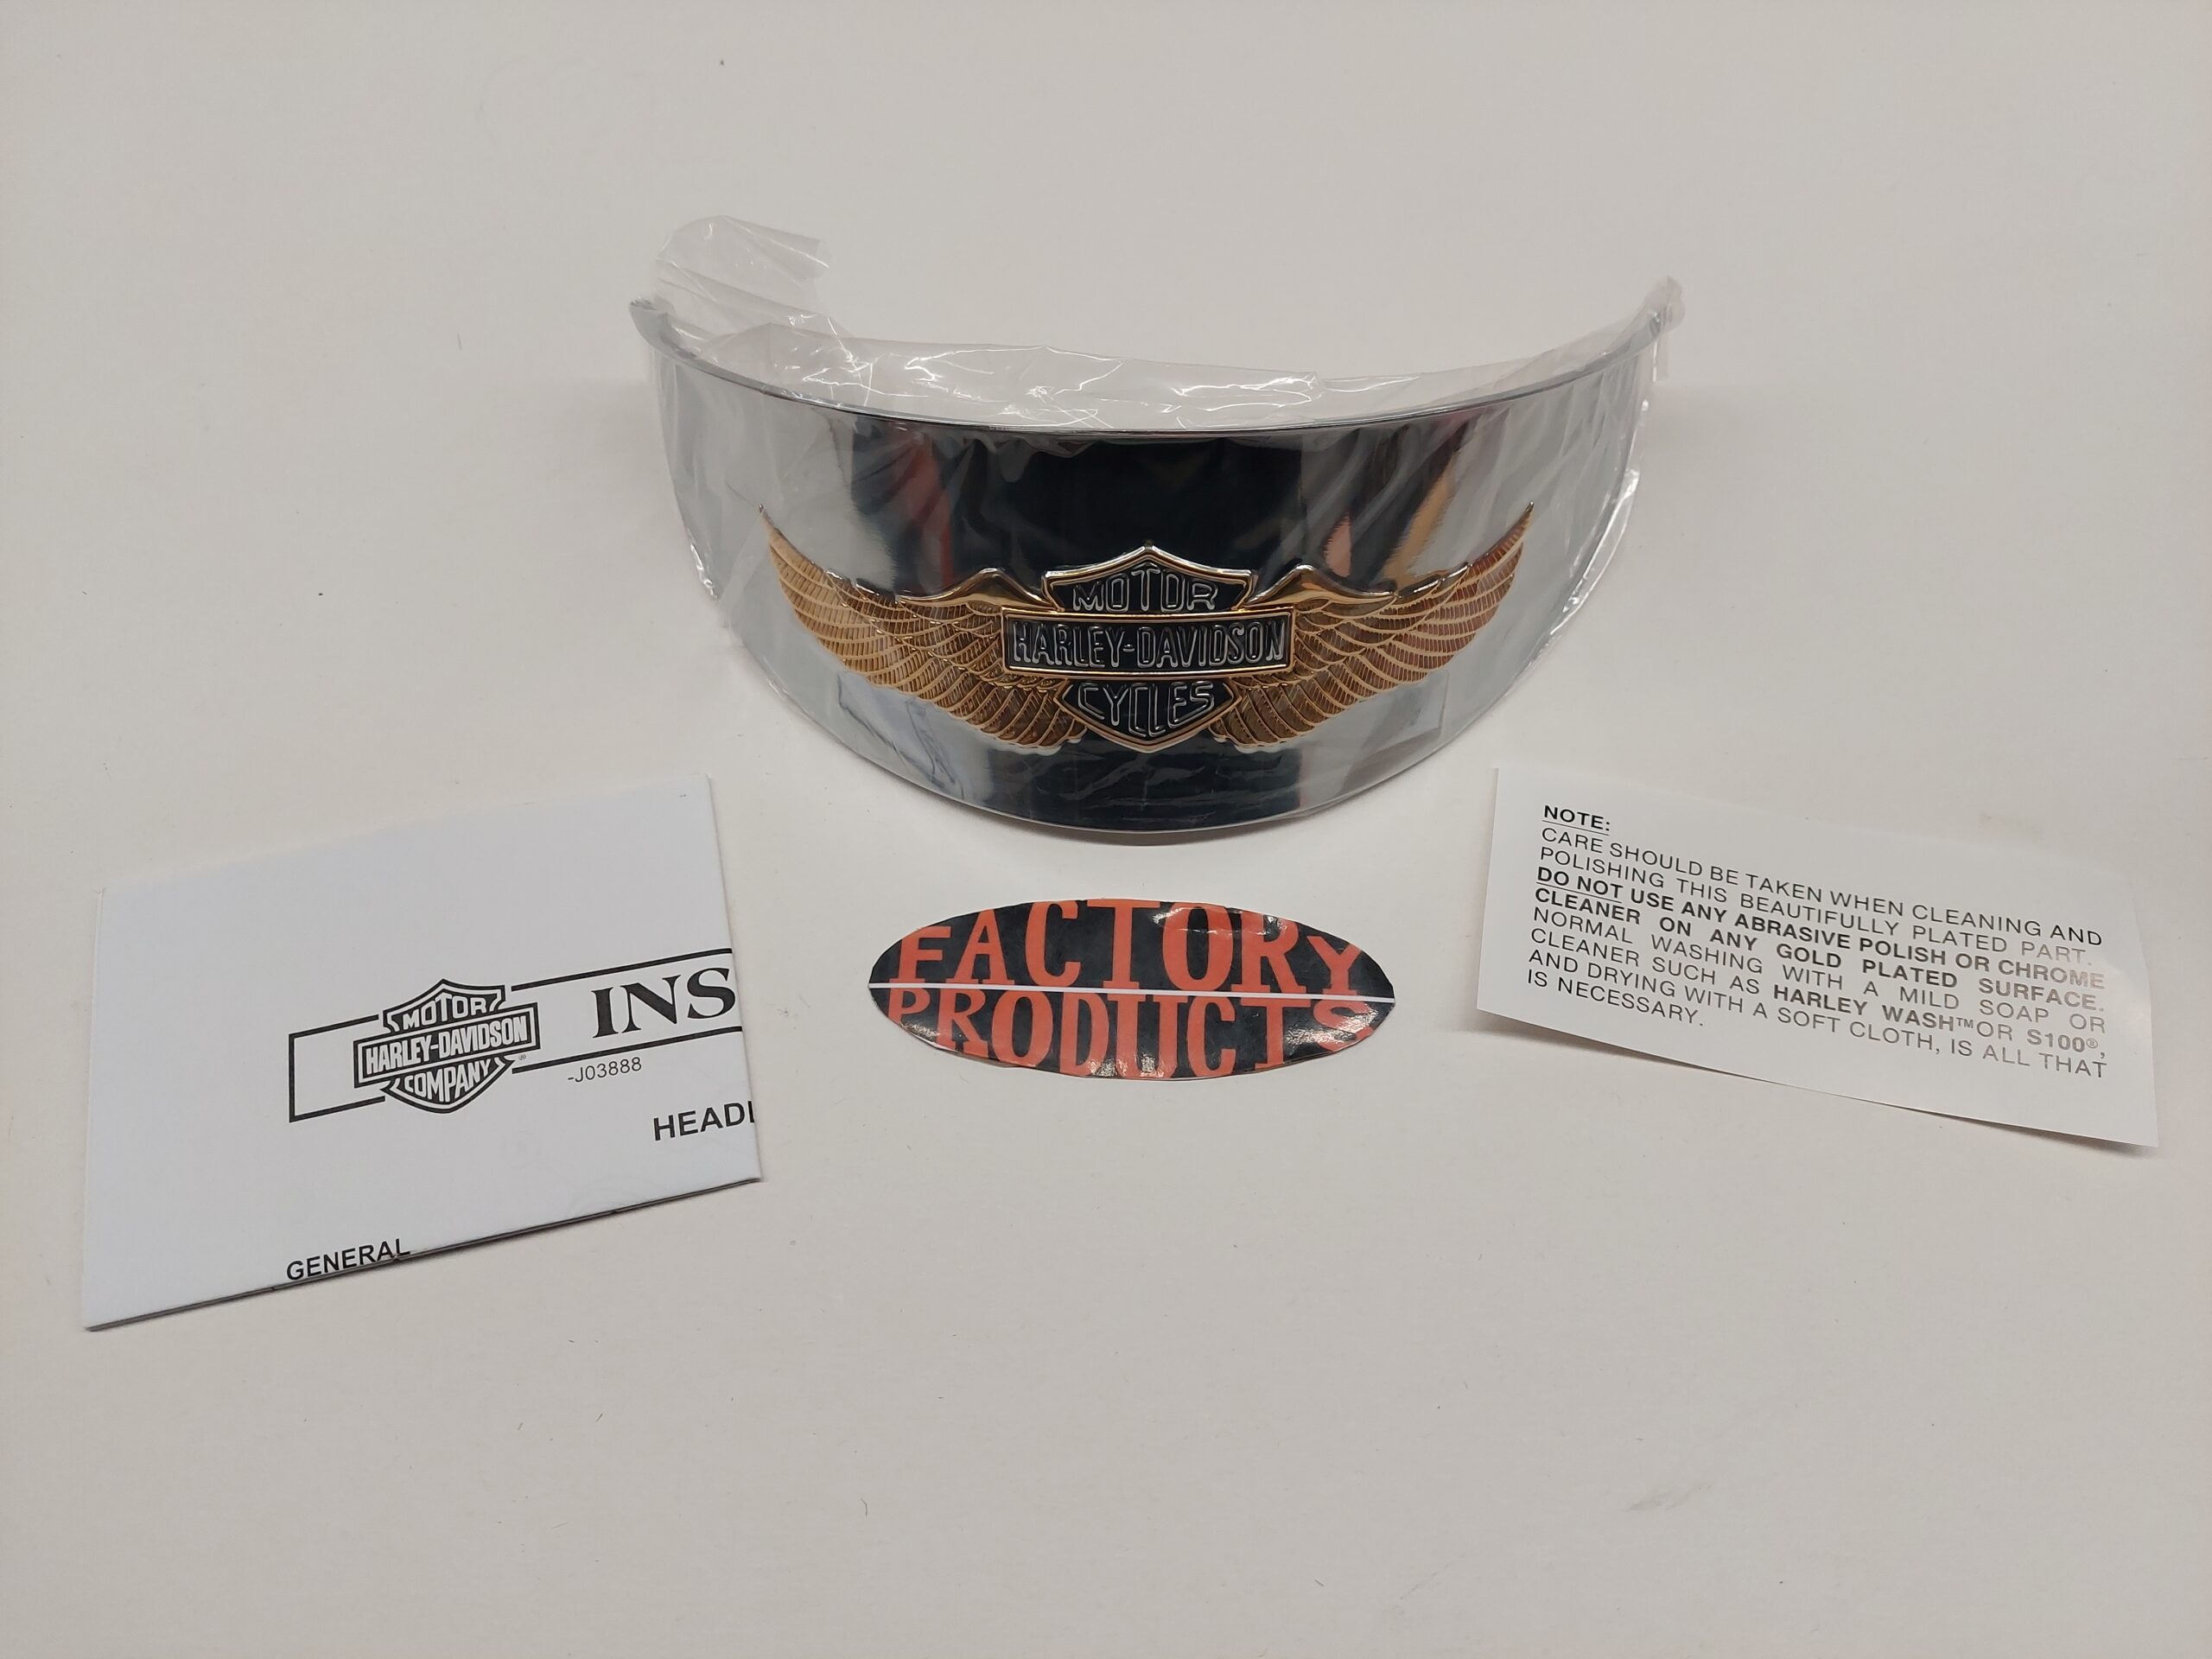 MOTOR
HARLEY-DAVIDSON
CYCLES
MOTOR
HARLEY-DAVIDSON
COMPANY
INS
-J03888
HEADL
GENERAL
FACTORY
PRODUCTS
NOTE:
CARE SHOULD BE TAKEN WHEN CLEANING AND
POLISHING THIS BEAUTIFULLY PLATED PART.
DO NOT USE ANY ABRASIVE POLISH OR CHROME
CLEANER ON ANY GOLD PLATED SURFACE.
NORMAL WASHING WITH A MILD SOAP OR
CLEANER SUCH AS HARLEY WASH™ OR S100®,
AND DRYING WITH A SOFT CLOTH, IS ALL THAT
IS NECESSARY.